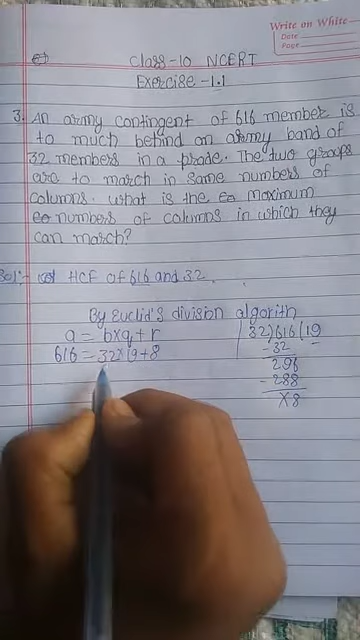 Write on White
Date
Page
Class-10 NCERT
Exercise -1.1
3. An army contingent of 616 member is
to much behind an army band of
32 members in a prade. The two groups
are to march in same numbers of
columns. what is the maximum
numbers of columns in which they
can march?
Sol:- HCF of 616 and 32.
By Euclid's division algorith
a = b×q+r
32)616(19
616 = 32×19+8
-32
296
-288
×8